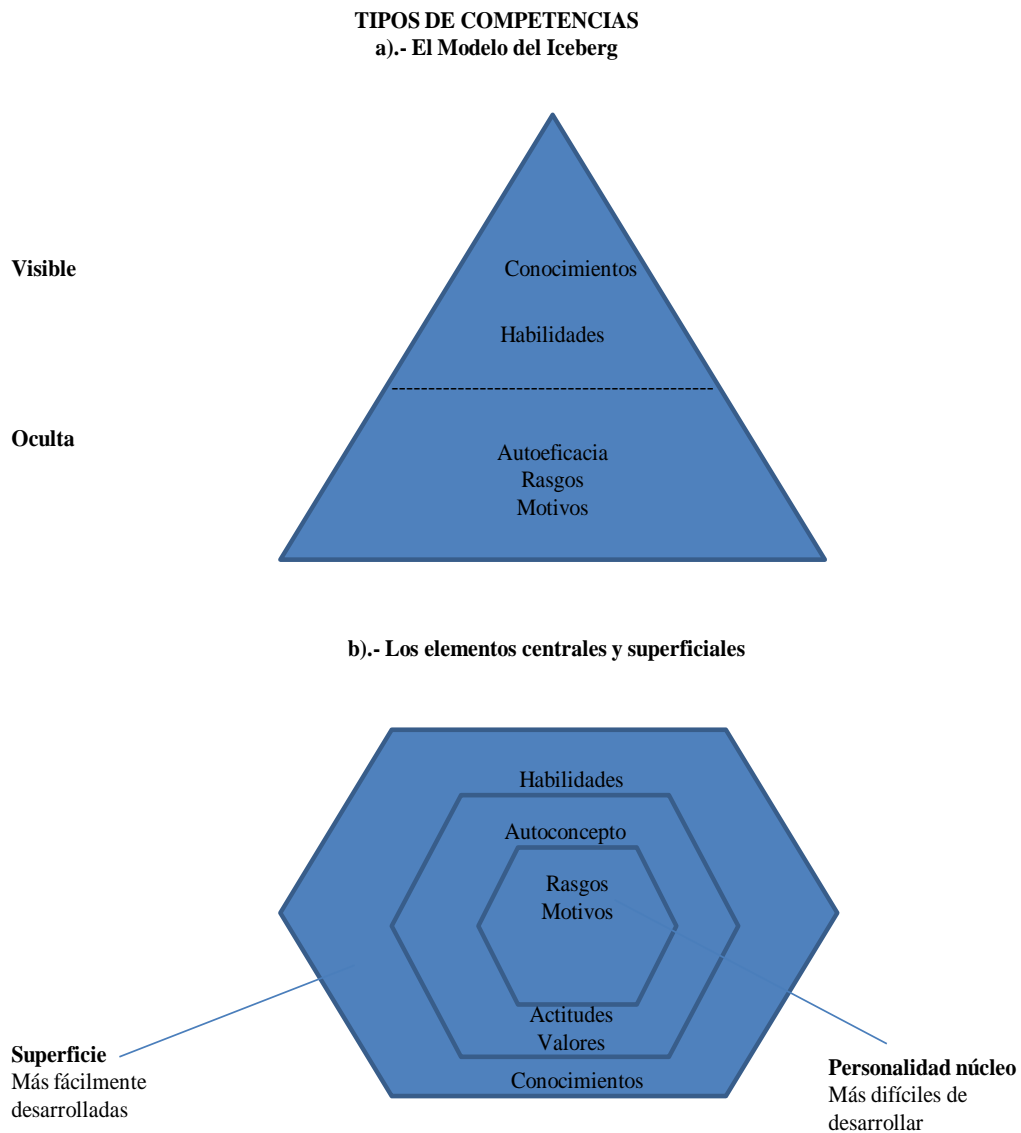 TIPOS DE COMPETENCIAS
a).- El Modelo del Iceberg
Visible
Conocimientos
Habilidades
Oculta
Autoeficacia
Rasgos
Motivos
b).- Los elementos centrales y superficiales
Habilidades
Autoconcepto
Rasgos
Motivos
Actitudes
Valores
Conocimientos
Superficie
Más fácilmente
desarrolladas
Personalidad núcleo
Más difíciles de
desarrollar